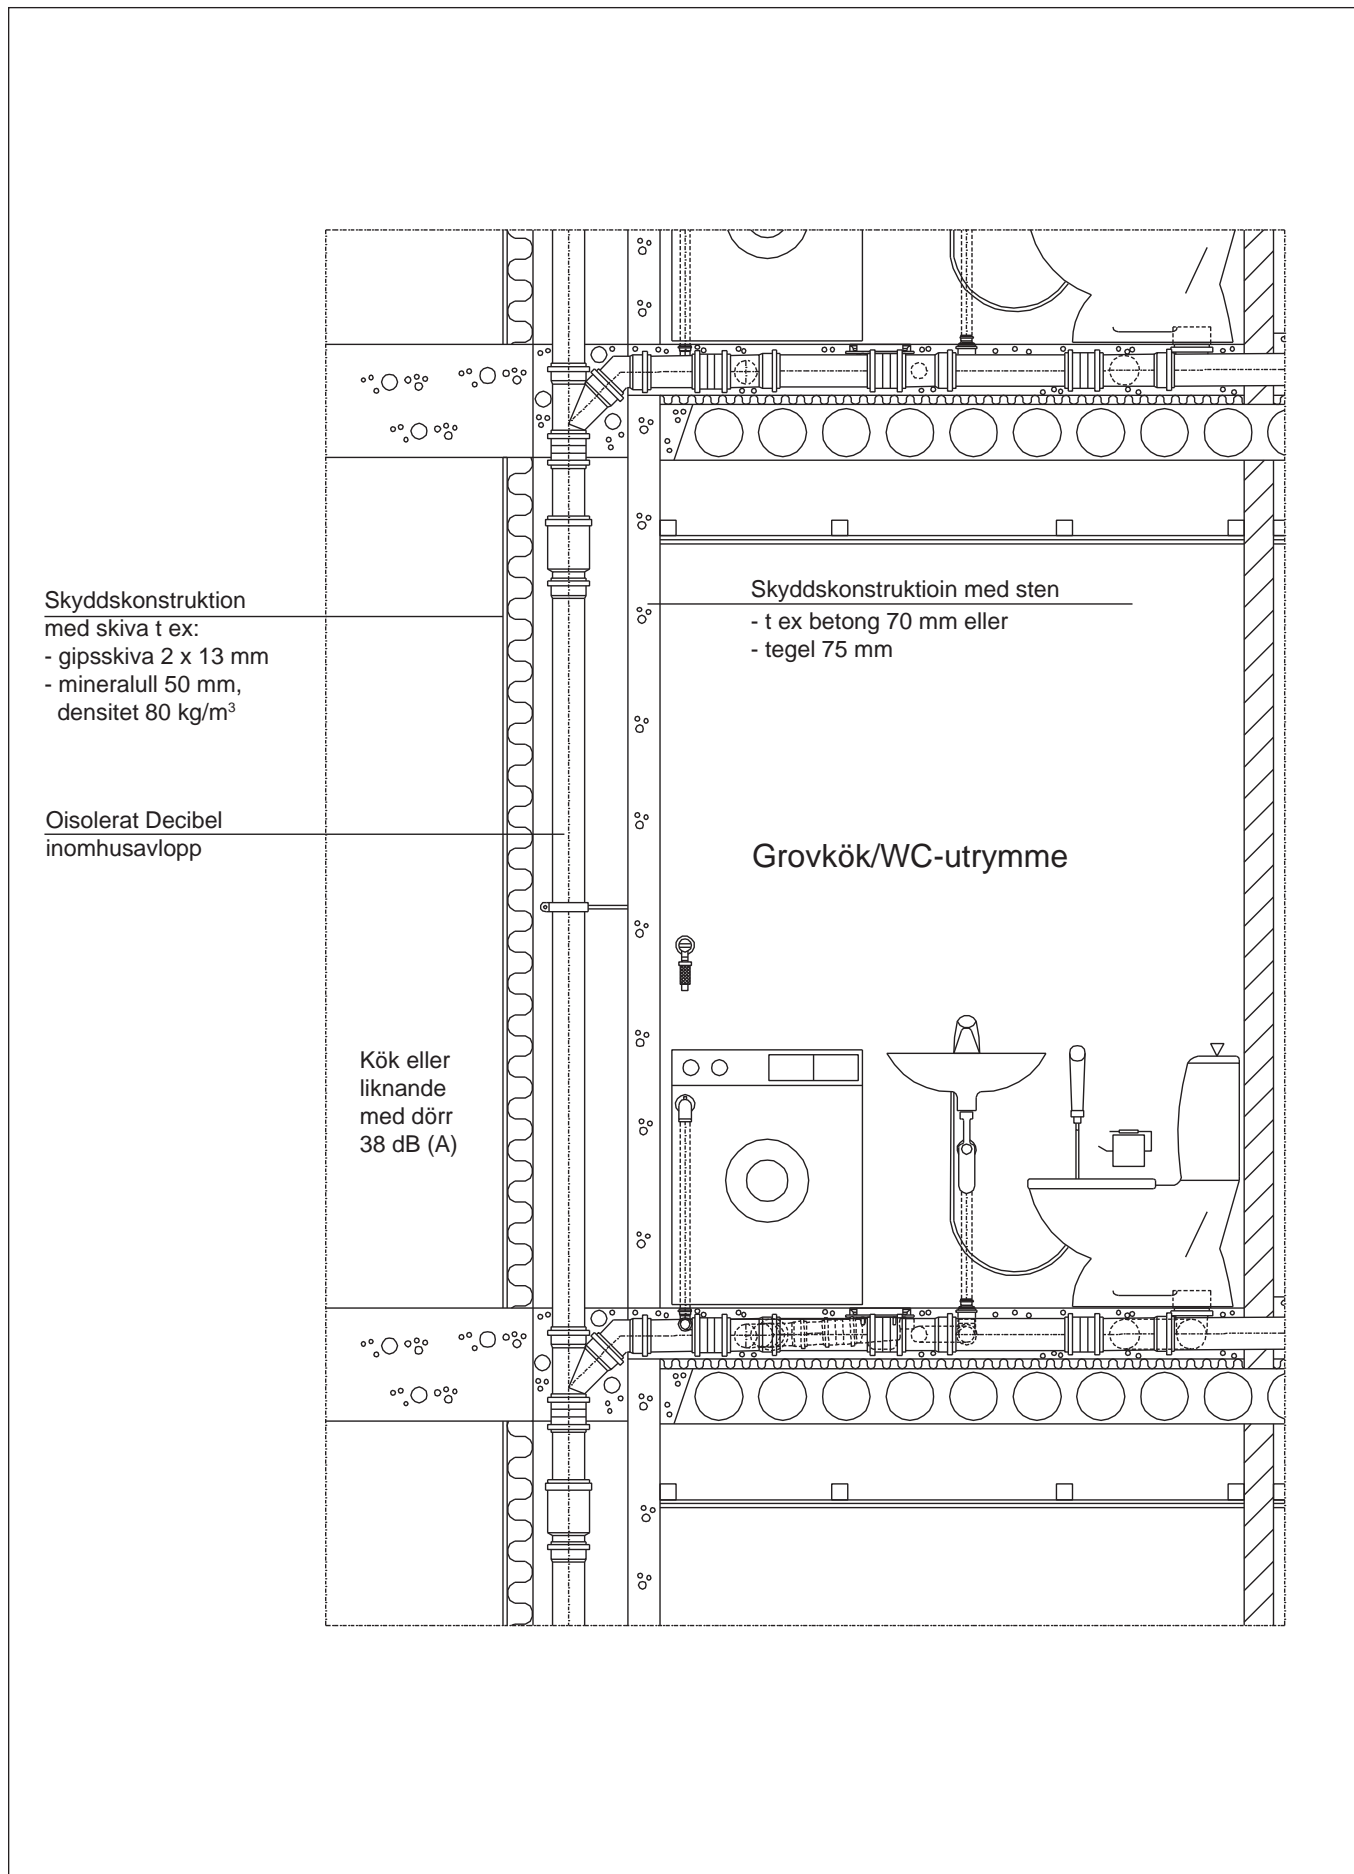 Skyddskonstruktion
med skiva t ex:
- gipsskiva 2 x 13 mm
- mineralull 50 mm,
densitet 80 kg/m³
Skyddskonstruktioin med sten
- t ex betong 70 mm eller
- tegel 75 mm
Oisolerat Decibel
inomhusavlopp
Grovkök/WC-utrymme
Kök eller
liknande
med dörr
38 dB (A)